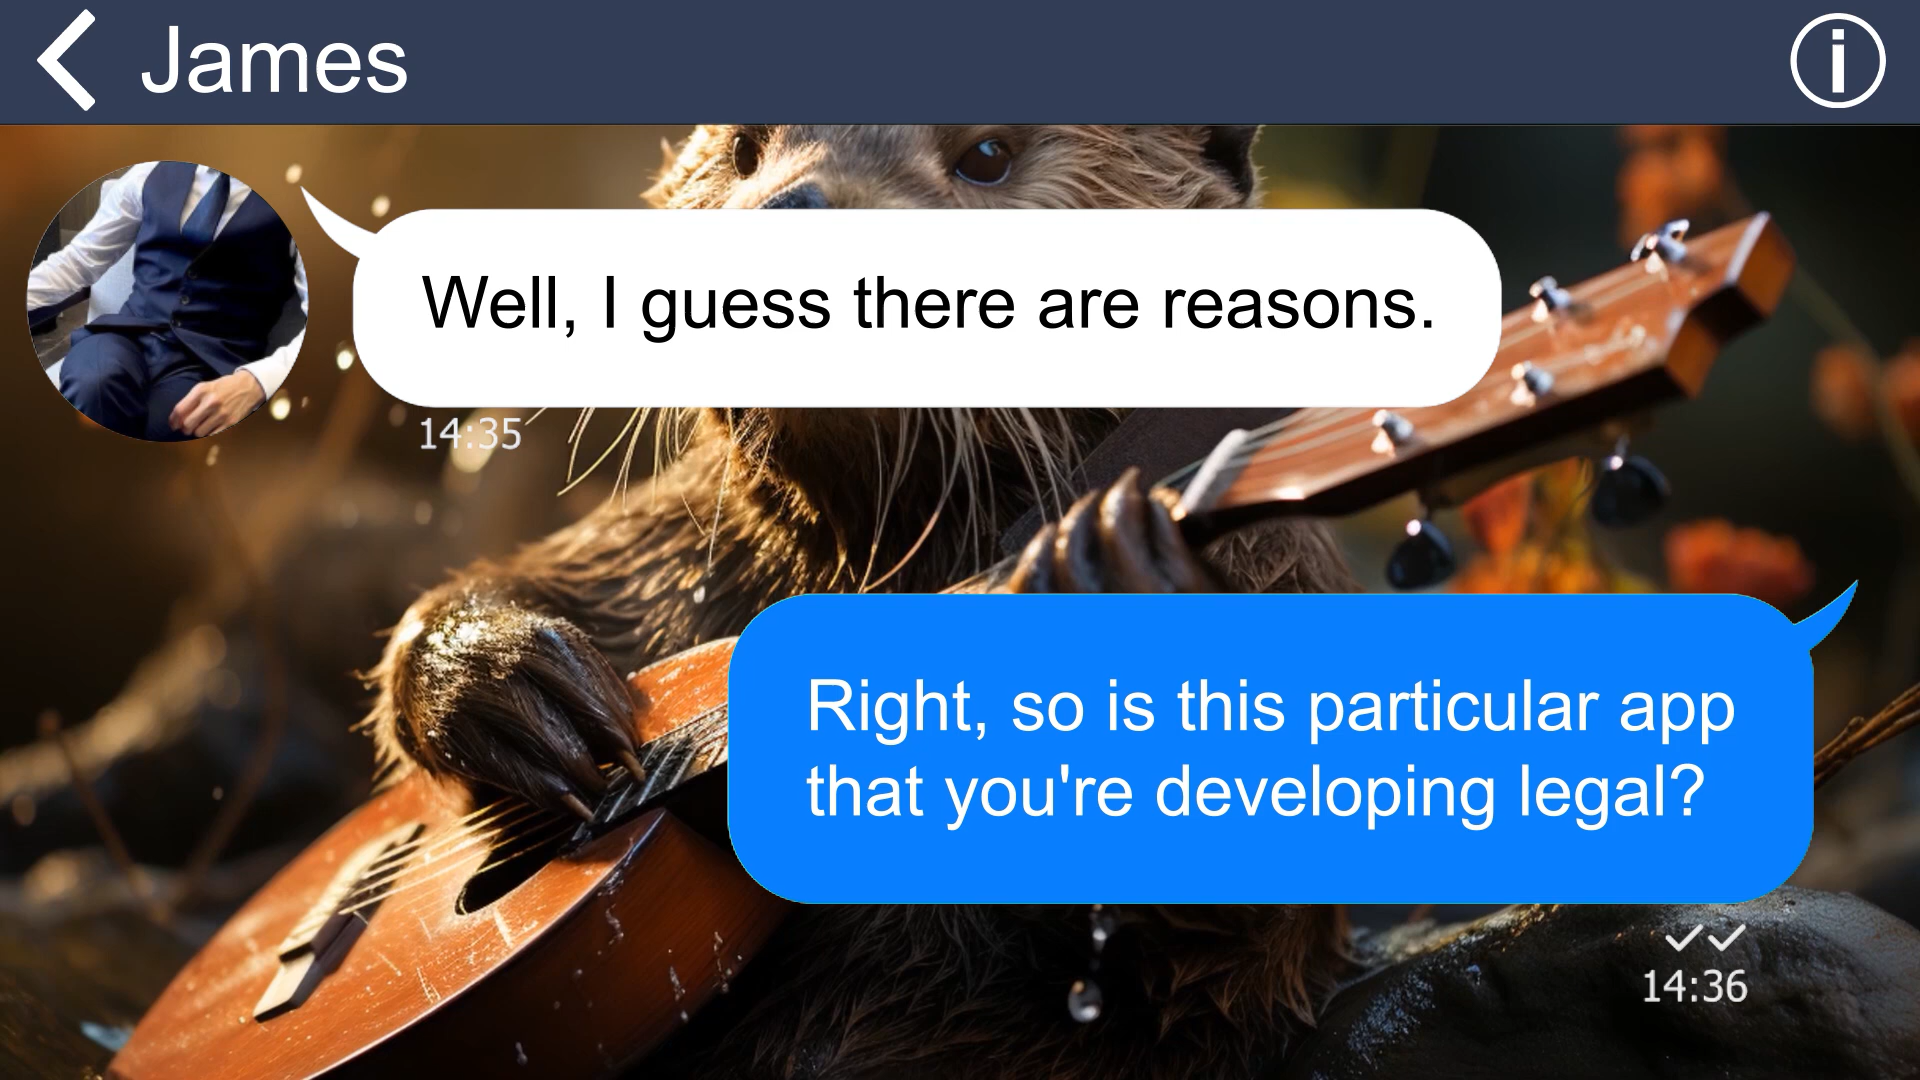 James
Well, I guess there are reasons.
14:35
Right, so is this particular app
that you're developing legal?
14:36